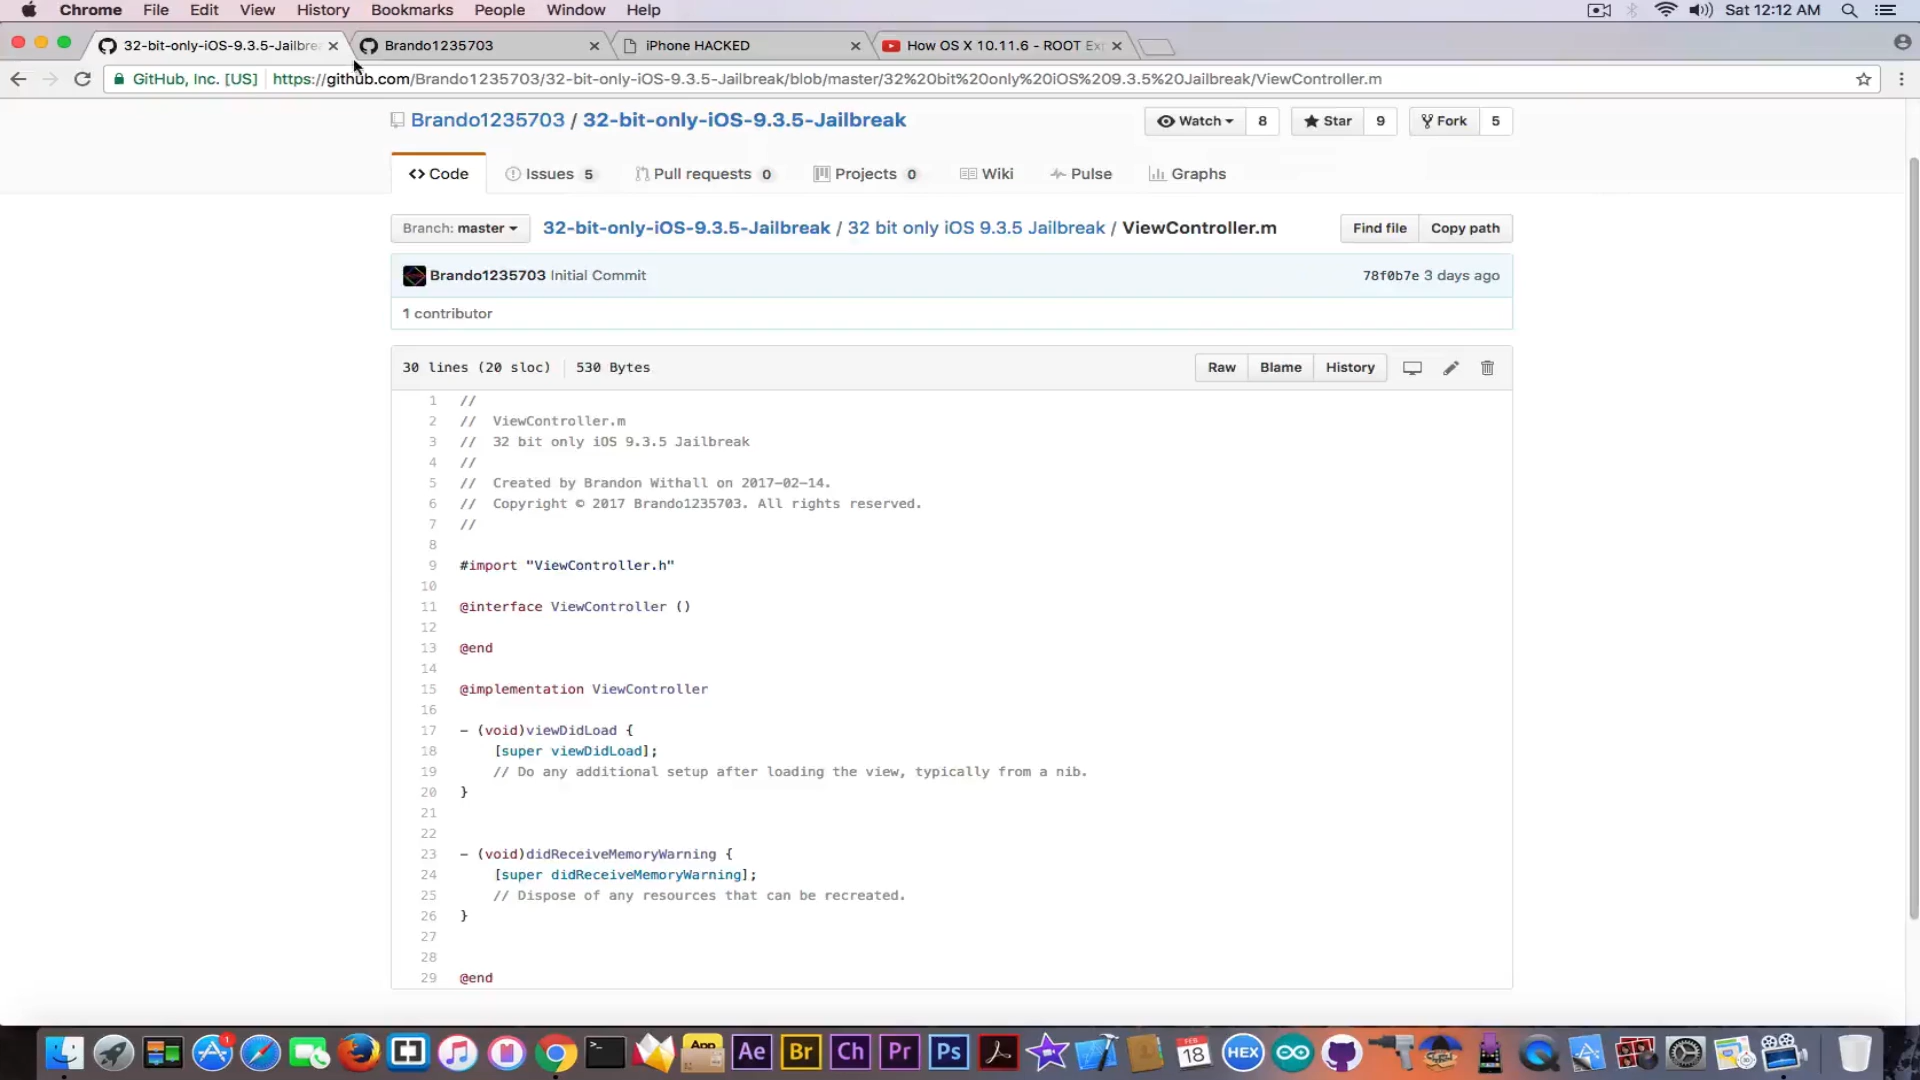 Chrome File Edit View History Bookmarks People Window Help Sat 12:12 AM
32-bit-only-iOS-9.3.5-Jailbre Brando1235703 iPhone HACKED How OS X 10.11.6 - ROOT Ex
GitHub, Inc. [US] https://github.com/Brando1235703/32-bit-only-iOS-9.3.5-Jailbreak/blob/master/32%20bit%20only%20iOS%209.3.5%20Jailbreak/ViewController.m
Brando1235703 / 32-bit-only-iOS-9.3.5-Jailbreak Watch 8 Star 9 Fork 5
<> Code Issues 5 Pull requests 0 Projects 0 Wiki Pulse Graphs
Branch: master 32-bit-only-iOS-9.3.5-Jailbreak / 32 bit only iOS 9.3.5 Jailbreak / ViewController.m Find file Copy path
Brando1235703 Initial Commit 78f0b7e 3 days ago
1 contributor
30 lines (20 sloc) 530 Bytes Raw Blame History
1 //
2 // ViewController.m
3 // 32 bit only iOS 9.3.5 Jailbreak
4 //
5 // Created by Brandon Withall on 2017-02-14.
6 // Copyright © 2017 Brando1235703. All rights reserved.
7 //
8
9 #import "ViewController.h"
10
11 @interface ViewController ()
12
13 @end
14
15 @implementation ViewController
16
17 - (void)viewDidLoad {
18 [super viewDidLoad];
19 // Do any additional setup after loading the view, typically from a nib.
20 }
21
22
23 - (void)didReceiveMemoryWarning {
24 [super didReceiveMemoryWarning];
25 // Dispose of any resources that can be recreated.
26 }
27
28
29 @end
1 App Ae Br Ch Pr Ps FEB 18 HEX